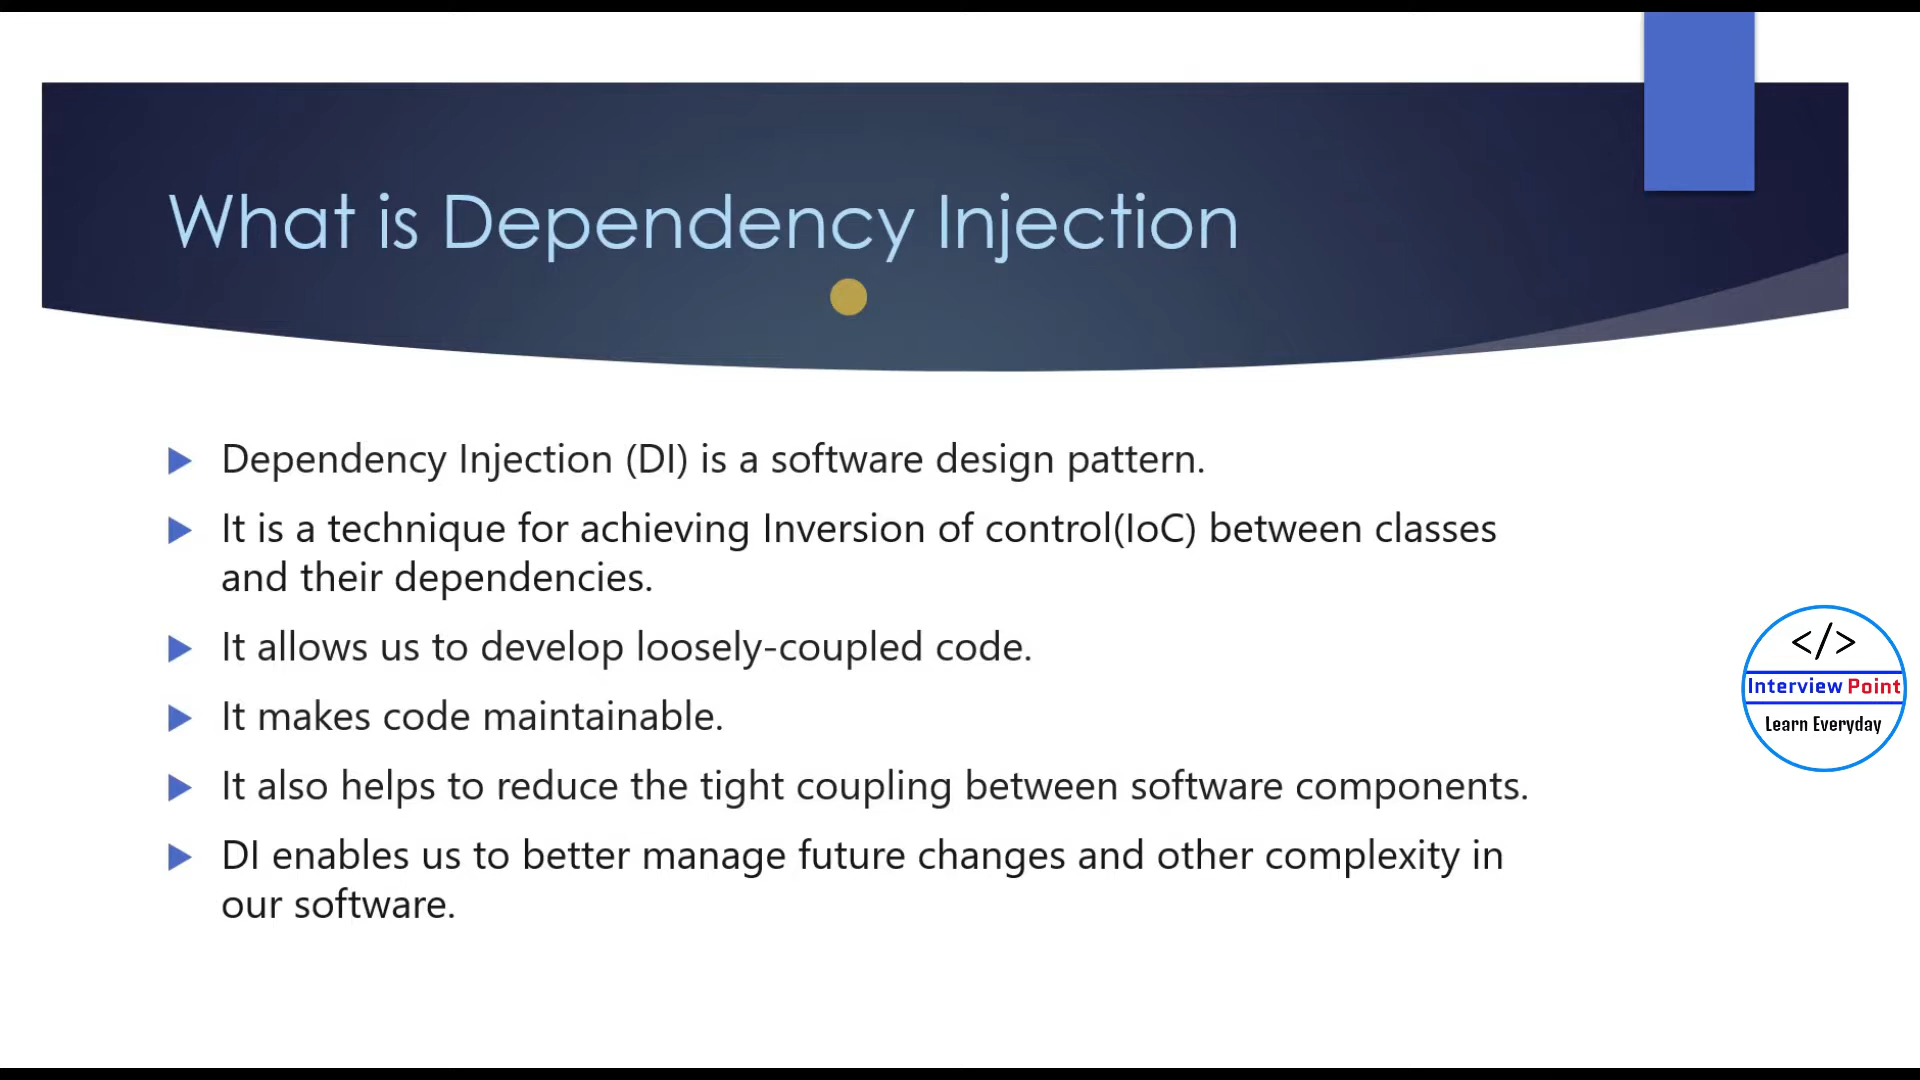 What is Dependency Injection
Dependency Injection (DI) is a software design pattern.
It is a technique for achieving Inversion of control(IoC) between classes
and their dependencies.
It allows us to develop loosely-coupled code.
It makes code maintainable.
It also helps to reduce the tight coupling between software components.
DI enables us to better manage future changes and other complexity in
our software.
</>
Interview Point
Learn Everyday